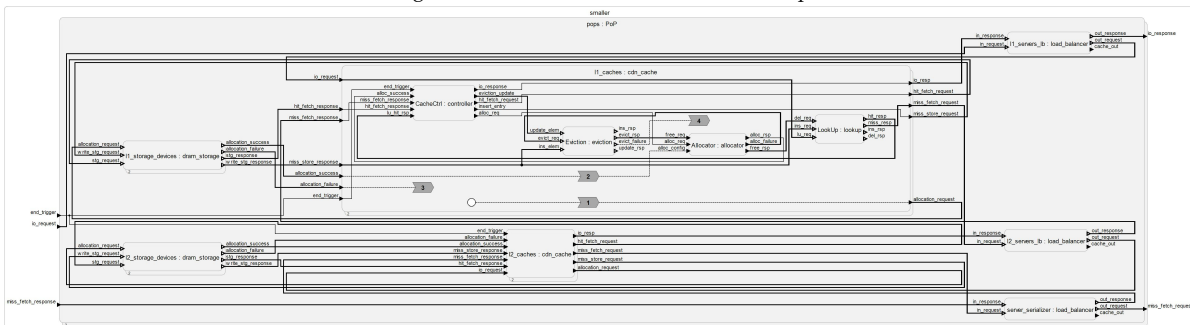 smaller
pops : PoP
io_response
in_request
l1_servers_lb : load_balancer
out_response
out_request
cache_out
io_response
io_request
l1_caches : cdn_cache
io_resp
hit_fetch_request
miss_fetch_request
miss_store_request
end_trigger
alloc_success
miss_fetch_response
hit_fetch_response
lu_hit_rsp
CacheCtrl : controller
io_response
eviction_update
hit_fetch_request
insert_entry
alloc_req
hit_fetch_response
miss_fetch_response
4
update_elem
evict_req
ins_elem
Eviction : eviction
ins_rsp
evict_rsp
evict_failure
update_rsp
free_req
alloc_req
alloc_config
Allocator : allocator
alloc_rsp
alloc_failure
free_rsp
del_req
ins_req
lu_req
LookUp : lookup
hit_resp
miss_resp
ins_rsp
del_rsp
allocation_request
write_stg_request
stg_request
l1_storage_devices : dram_storage
allocation_success
allocation_failure
stg_response
write_stg_response
miss_store_response
allocation_success
2
allocation_failure
3
end_trigger
1
allocation_request
end_trigger
io_request
allocation_request
write_stg_request
stg_request
l2_storage_devices : dram_storage
allocation_success
allocation_failure
stg_response
write_stg_response
end_trigger
allocation_failure
allocation_success
miss_store_response
miss_fetch_response
hit_fetch_response
io_request
l2_caches : cdn_cache
io_resp
hit_fetch_request
miss_fetch_request
miss_store_request
allocation_request
in_response
in_request
l2_servers_lb : load_balancer
out_response
out_request
cache_out
miss_fetch_response
in_response
in_request
server_serializer : load_balancer
out_response
out_request
cache_out
miss_fetch_request